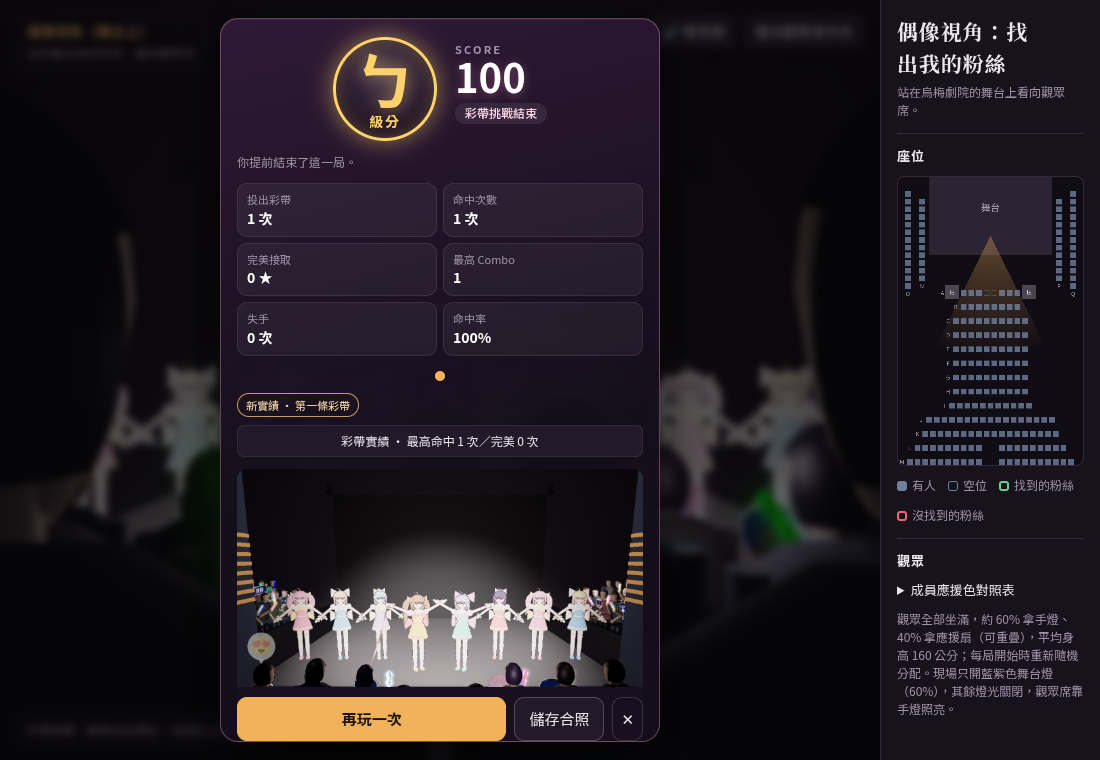 ㄅ
級分
SCORE
100
彩帶挑戰結束
你提前結束了這一局。
投出彩帶
1 次
命中次數
1 次
完美接取
0 ★
最高 Combo
1
失手
0 次
命中率
100%
新實績 · 第一條彩帶
彩帶實績 · 最高命中 1 次／完美 0 次
再玩一次
儲存合照
✕
偶像視角：找
出我的粉絲
站在烏梅劇院的舞台上看向觀眾
席。
座位
舞台
有人
空位
找到的粉絲
沒找到的粉絲
觀眾
▶ 成員應援色對照表
觀眾全部坐滿，約 60% 拿手燈、
40% 拿應援扇（可重疊），平均身
高 160 公分；每局開始時重新隨機
分配。現場只開藍紫色舞台燈
（60%），其餘燈光關閉，觀眾席靠
手燈照亮。